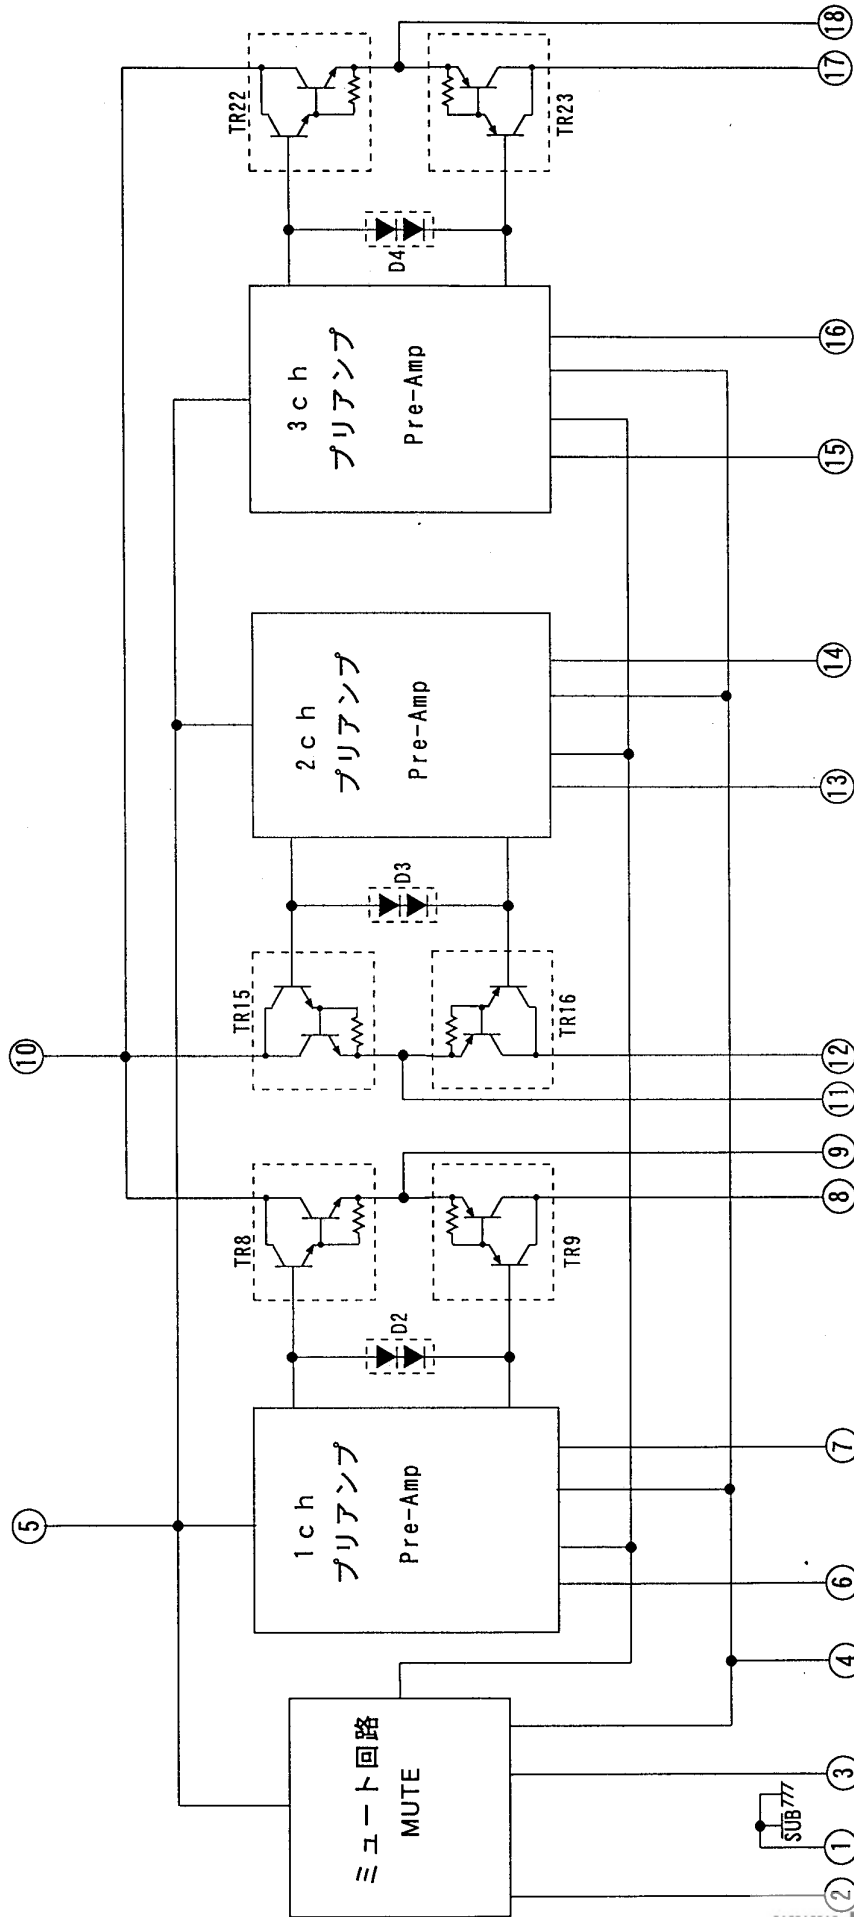 ⑤
⑩
ミュート回路
MUTE
1ch
プリアンプ
Pre-Amp
D2
TR8
TR9
TR15
TR16
D3
2ch
プリアンプ
Pre-Amp
3ch
プリアンプ
Pre-Amp
D4
TR22
TR23
SUB
②
①
③
④
⑥
⑦
⑧
⑨
⑪
⑫
⑬
⑭
⑮
⑯
⑰
⑱